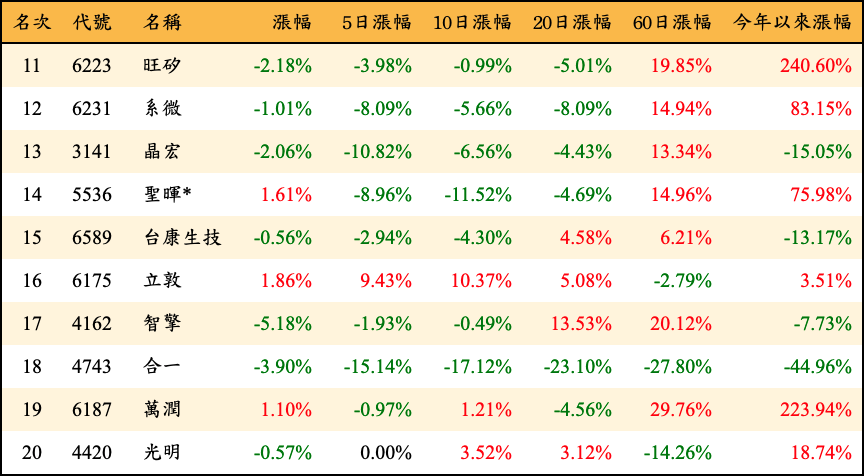 名次 代號 名稱 漲幅 5日漲幅 10日漲幅 20日漲幅 60日漲幅 今年以來漲幅
11 6223 旺矽 -2.18% -3.98% -0.99% -5.01% 19.85% 240.60%
12 6231 系微 -1.01% -8.09% -5.66% -8.09% 14.94% 83.15%
13 3141 晶宏 -2.06% -10.82% -6.56% -4.43% 13.34% -15.05%
14 5536 聖暉* 1.61% -8.96% -11.52% -4.69% 14.96% 75.98%
15 6589 台康生技 -0.56% -2.94% -4.30% 4.58% 6.21% -13.17%
16 6175 立敦 1.86% 9.43% 10.37% 5.08% -2.79% 3.51%
17 4162 智擎 -5.18% -1.93% -0.49% 13.53% 20.12% -7.73%
18 4743 合一 -3.90% -15.14% -17.12% -23.10% -27.80% -44.96%
19 6187 萬潤 1.10% -0.97% 1.21% -4.56% 29.76% 223.94%
20 4420 光明 -0.57% 0.00% 3.52% 3.12% -14.26% 18.74%